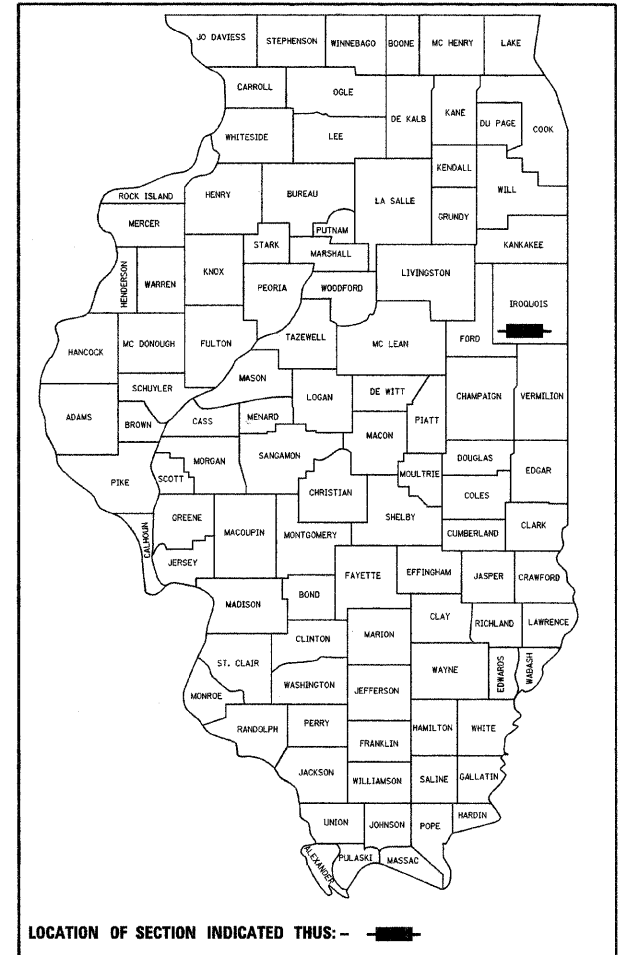 JO DAVIESS STEPHENSON WINNEBAGO BOONE MC HENRY LAKE
CARROLL OGLE DE KALB KANE DU PAGE COOK
WHITESIDE LEE KENDALL WILL
ROCK ISLAND HENRY BUREAU LA SALLE GRUNDY
MERCER PUTNAM KANKAKEE
STARK MARSHALL
HENDERSON WARREN KNOX PEORIA WOODFORD LIVINGSTON IROQUOIS
HANCOCK MC DONOUGH FULTON TAZEWELL MC LEAN FORD
SCHUYLER MASON LOGAN DE WITT CHAMPAIGN VERMILION
ADAMS BROWN CASS MENARD MACON PIATT
PIKE SCOTT MORGAN SANGAMON MOULTRIE DOUGLAS EDGAR
CHRISTIAN COLES
CALHOUN GREENE MACOUPIN MONTGOMERY SHELBY CUMBERLAND CLARK
JERSEY FAYETTE EFFINGHAM JASPER CRAWFORD
MADISON BOND CLAY RICHLAND LAWRENCE
CLINTON MARION
ST. CLAIR WAYNE EDWARDS WABASH
WASHINGTON JEFFERSON
MONROE RANDOLPH PERRY HAMILTON WHITE
FRANKLIN
JACKSON WILLIAMSON SALINE GALLATIN
UNION JOHNSON POPE HARDIN
ALEXANDER PULASKI MASSAC
LOCATION OF SECTION INDICATED THUS: -